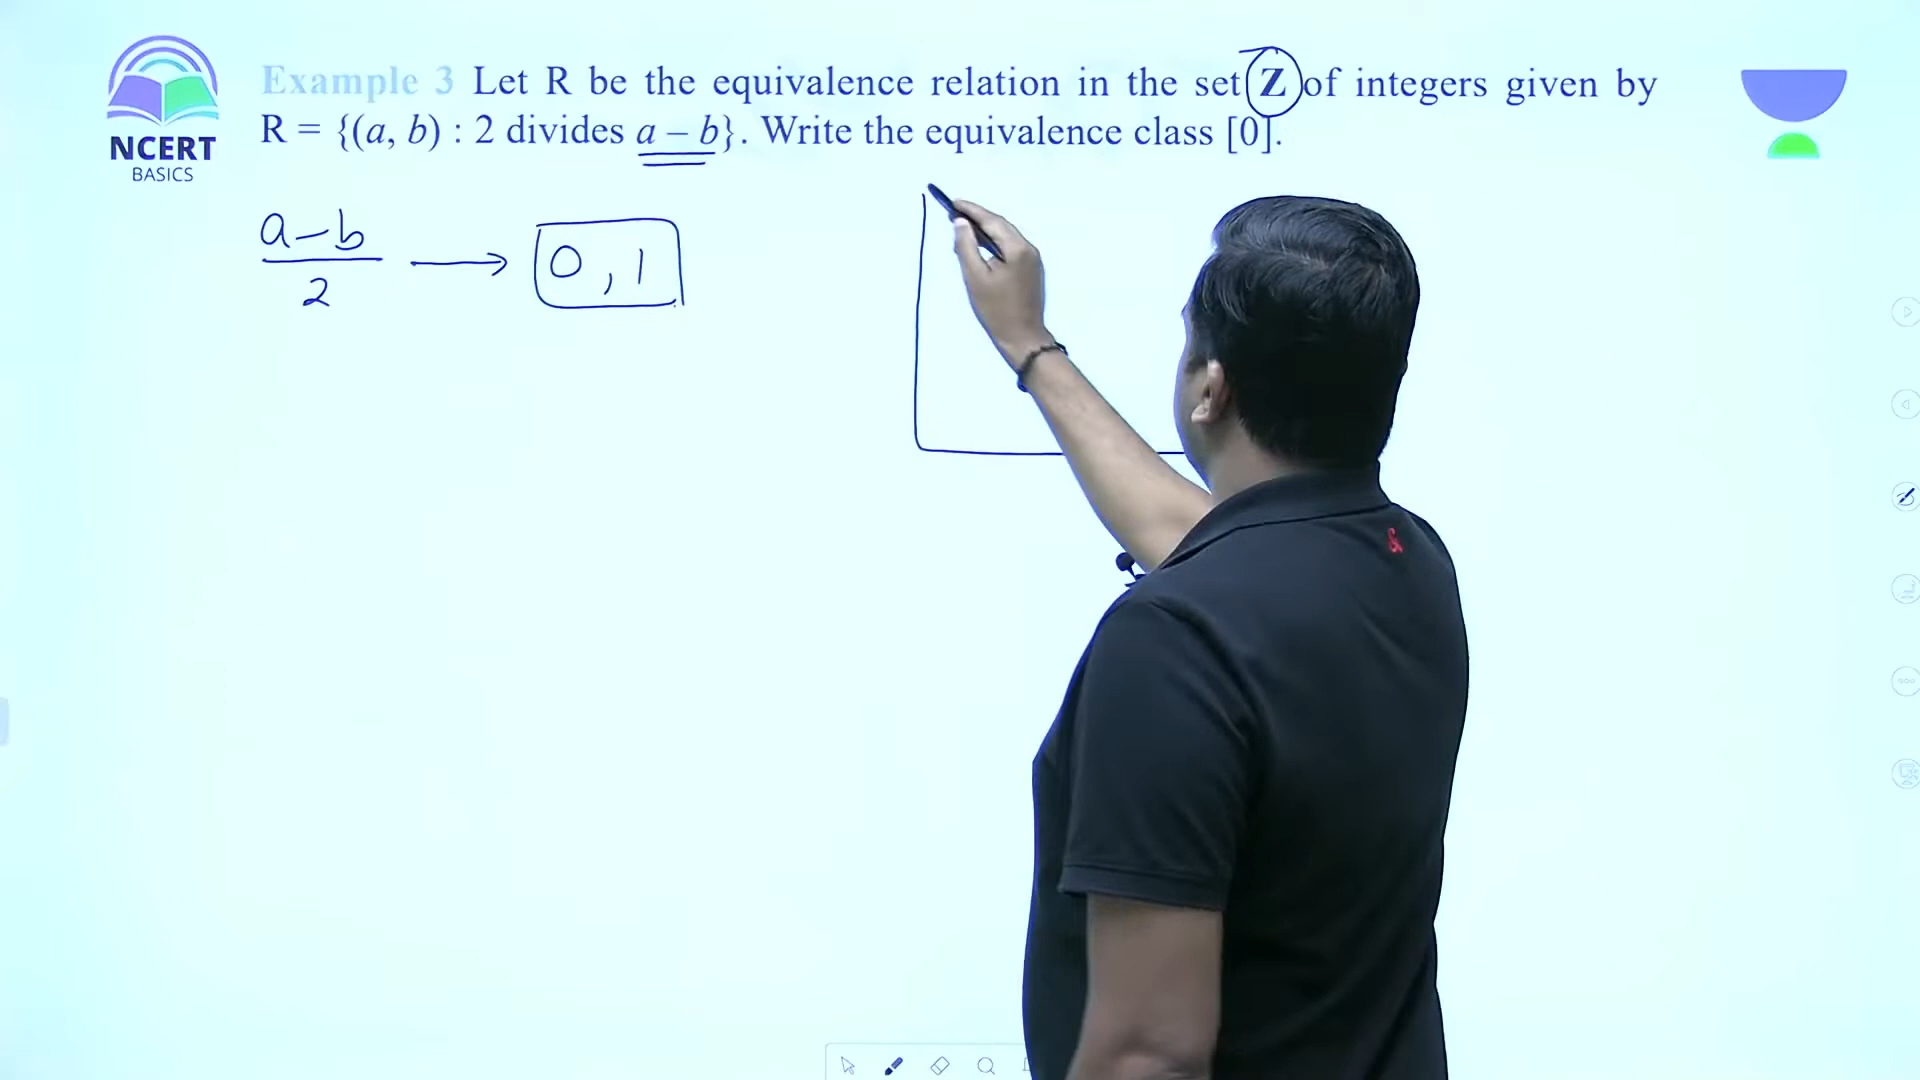 NCERT
BASICS
Example 3 Let R be the equivalence relation in the set Z of integers given by
R = {(a, b) : 2 divides a – b}. Write the equivalence class [0].
a–b
2
0, 1
&